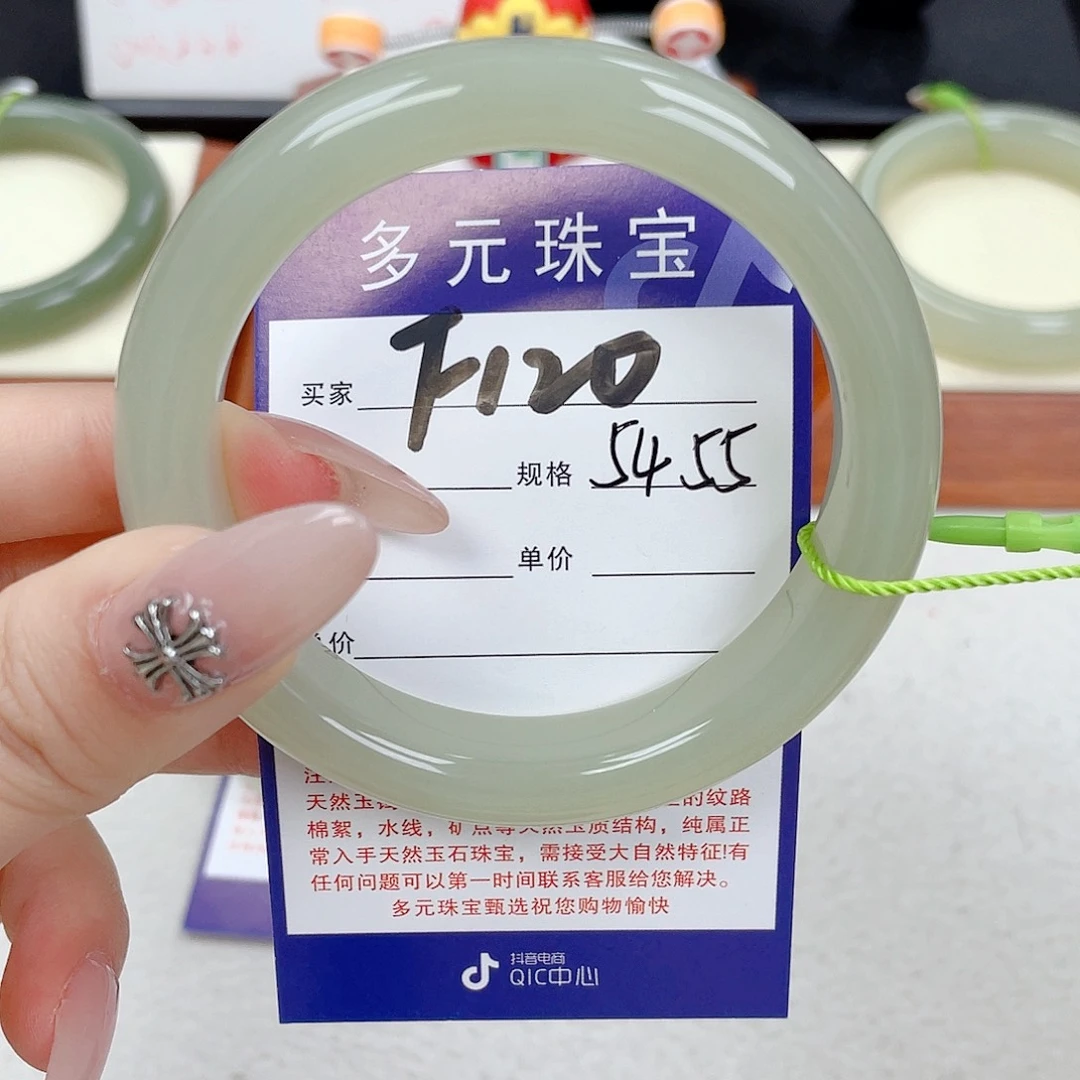 多元珠宝
买家 F120
规格 54.55
单价
价
天然玉 的纹路
棉絮，水线，矿点等天然玉质结构，纯属正
常入手天然玉石珠宝，需接受大自然特征!有
任何问题可以第一时间联系客服给您解决。
多元珠宝甄选祝您购物愉快
抖音电商
QIC中心